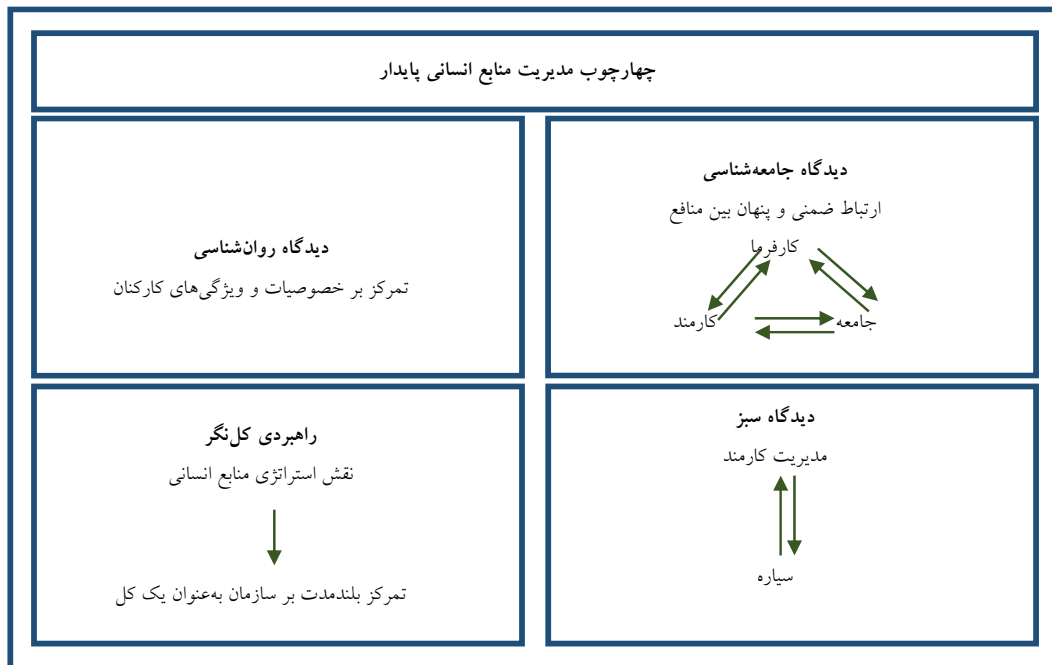 چهارچوب مدیریت منابع انسانی پایدار
دیدگاه جامعه‌شناسی
ارتباط ضمنی و پنهان بین منافع
کارفرما
جامعه
کارمند
دیدگاه روان‌شناسی
تمرکز بر خصوصیات و ویژگی‌های کارکنان
دیدگاه سبز
مدیریت کارمند
سیاره
راهبردی کل‌نگر
نقش استراتژی منابع انسانی
تمرکز بلندمدت بر سازمان به‌عنوان یک کل